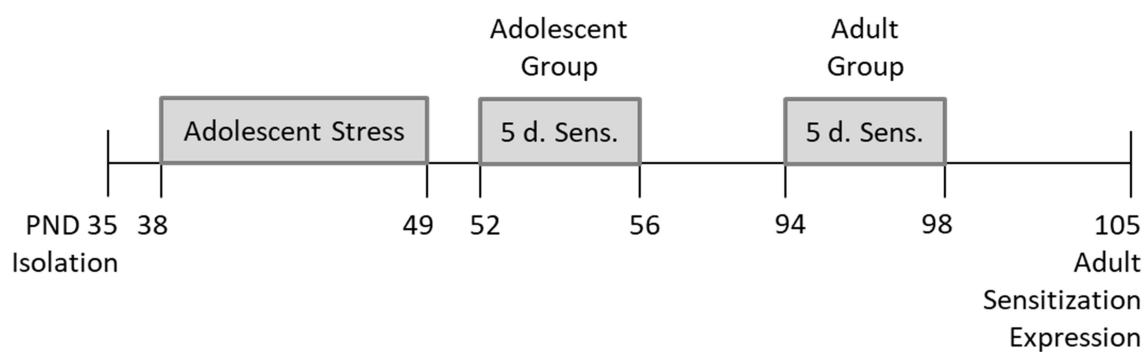 Adolescent
Group
Adult
Group
Adolescent Stress
5 d. Sens.
5 d. Sens.
PND 35 38 49 52 56 94 98 105
Isolation
Adult
Sensitization
Expression